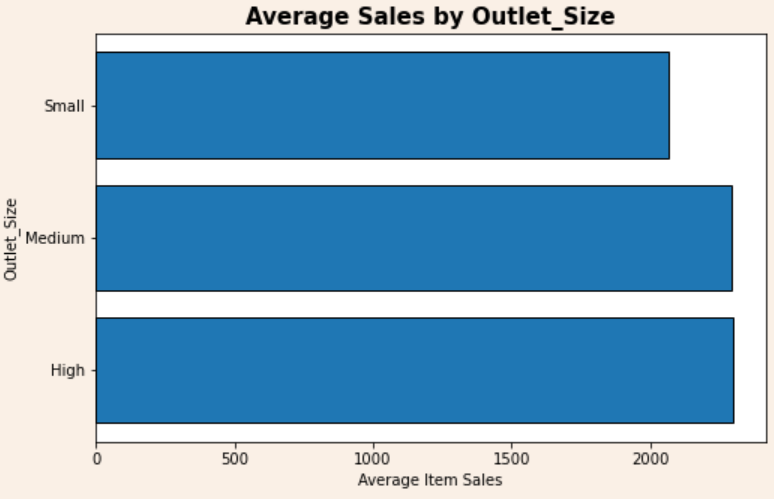 Average Sales by Outlet_Size
Outlet_Size
Small
Medium
High
0 500 1000 1500 2000
Average Item Sales